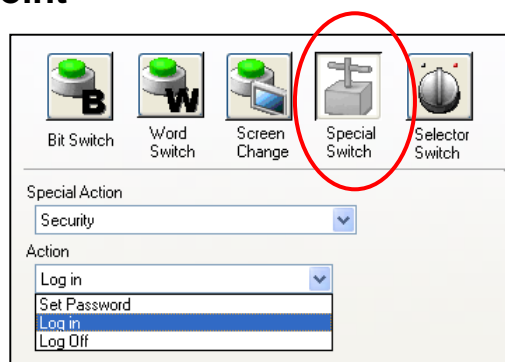 B
W
Bit Switch
Word
Switch
Screen
Change
Special
Switch
Selector
Switch
Special Action
Security
Action
Log in
Set Password
Log in
Log Off